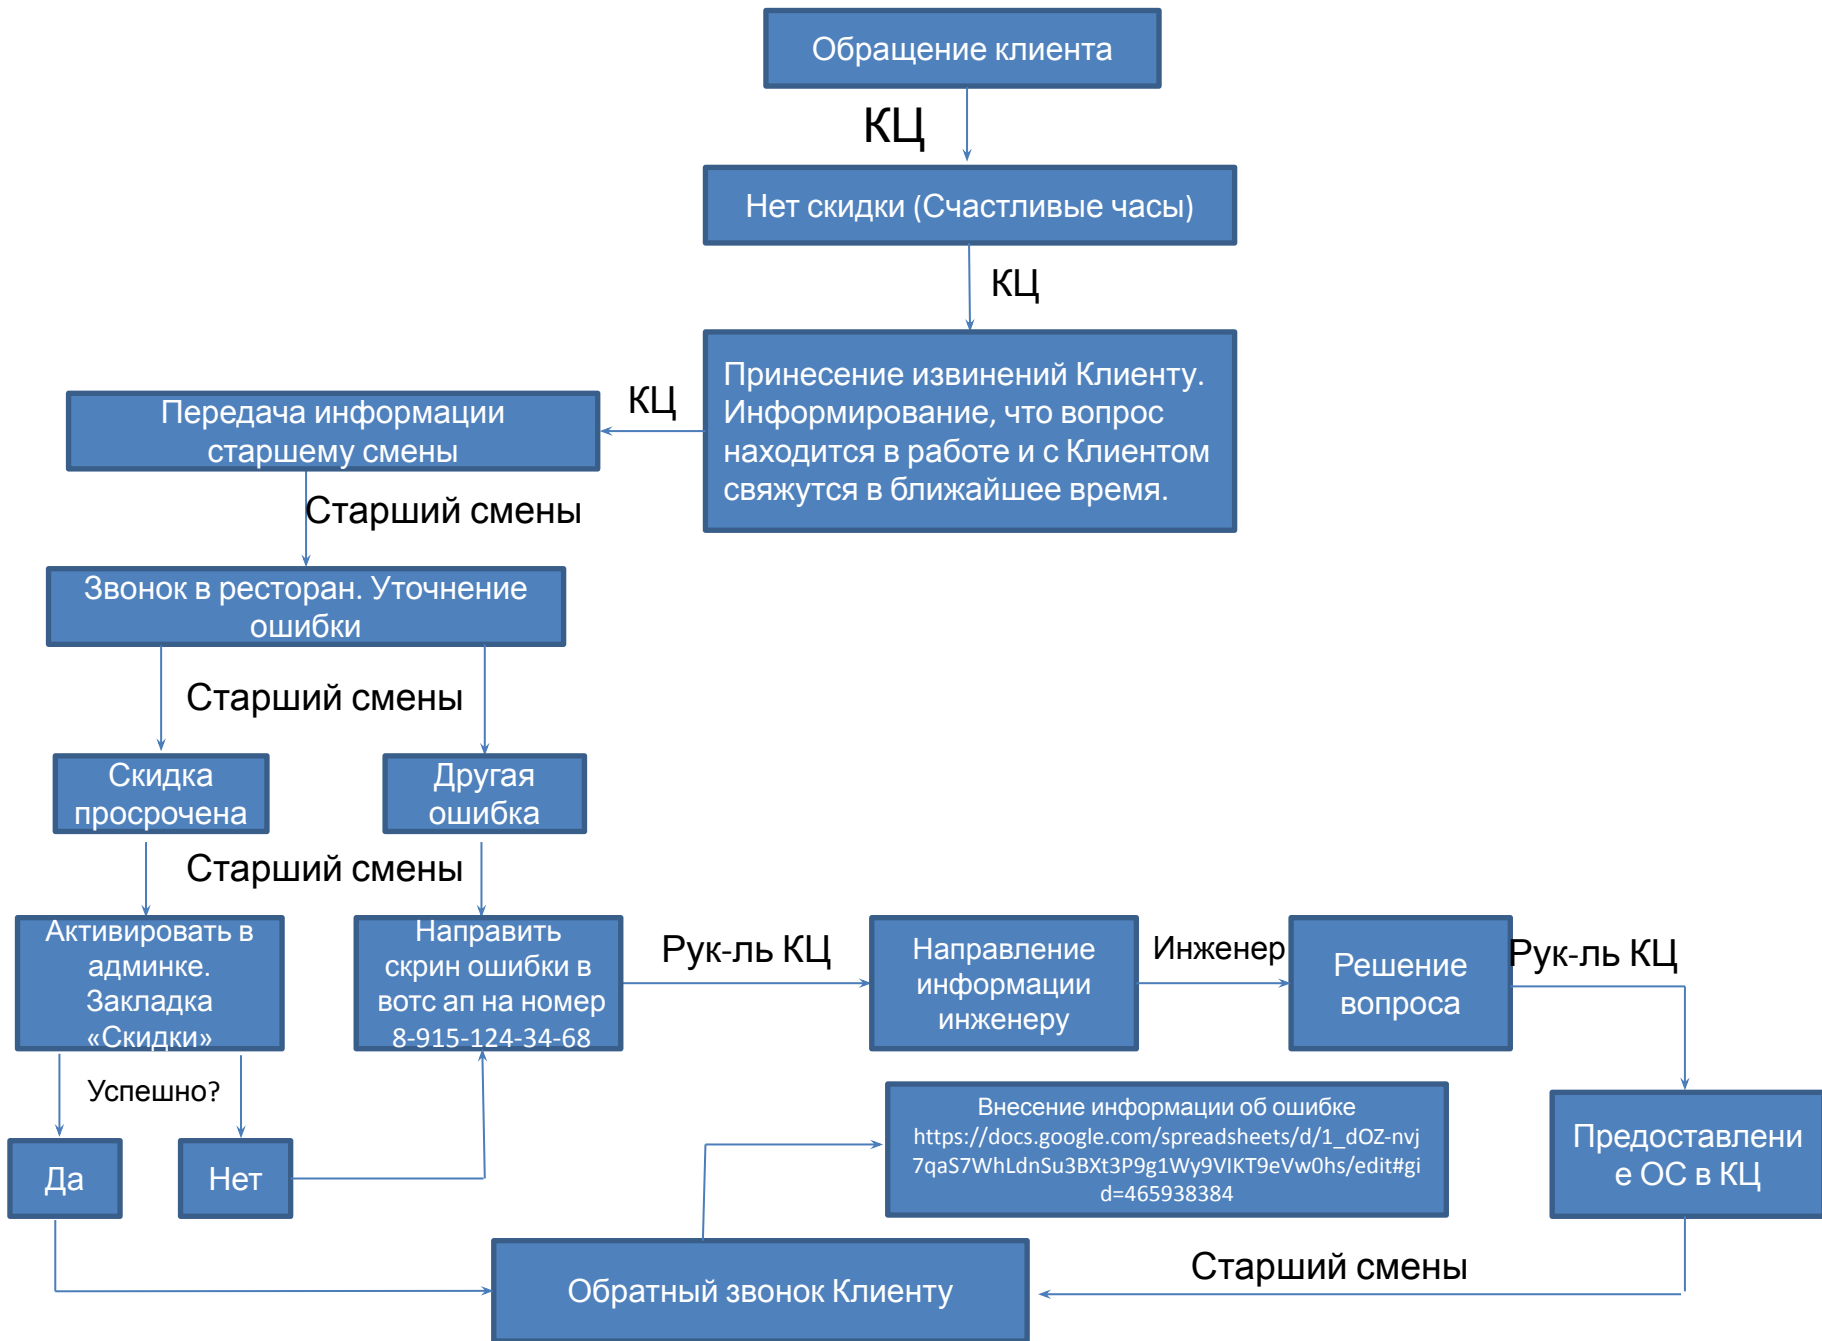 Обращение клиента
КЦ
Нет скидки (Счастливые часы)
КЦ
Принесение извинений Клиенту.
Информирование, что вопрос
находится в работе и с Клиентом
свяжутся в ближайшее время.
КЦ
Передача информации
старшему смены
Старший смены
Звонок в ресторан. Уточнение
ошибки
Старший смены
Скидка
просрочена
Другая
ошибка
Старший смены
Активировать в
админке.
Закладка
«Скидки»
Направить
скрин ошибки в
вотс ап на номер
8-915-124-34-68
Рук-ль КЦ
Направление
информации
инженеру
Инженер
Решение
вопроса
Рук-ль КЦ
Успешно?
Да
Нет
Внесение информации об ошибке
https://docs.google.com/spreadsheets/d/1_dOZ-nvj
7qaS7WhLdnSu3BXt3P9g1Wy9VIKT9eVw0hs/edit#gi
d=465938384
Предоставлени
е ОС в КЦ
Старший смены
Обратный звонок Клиенту